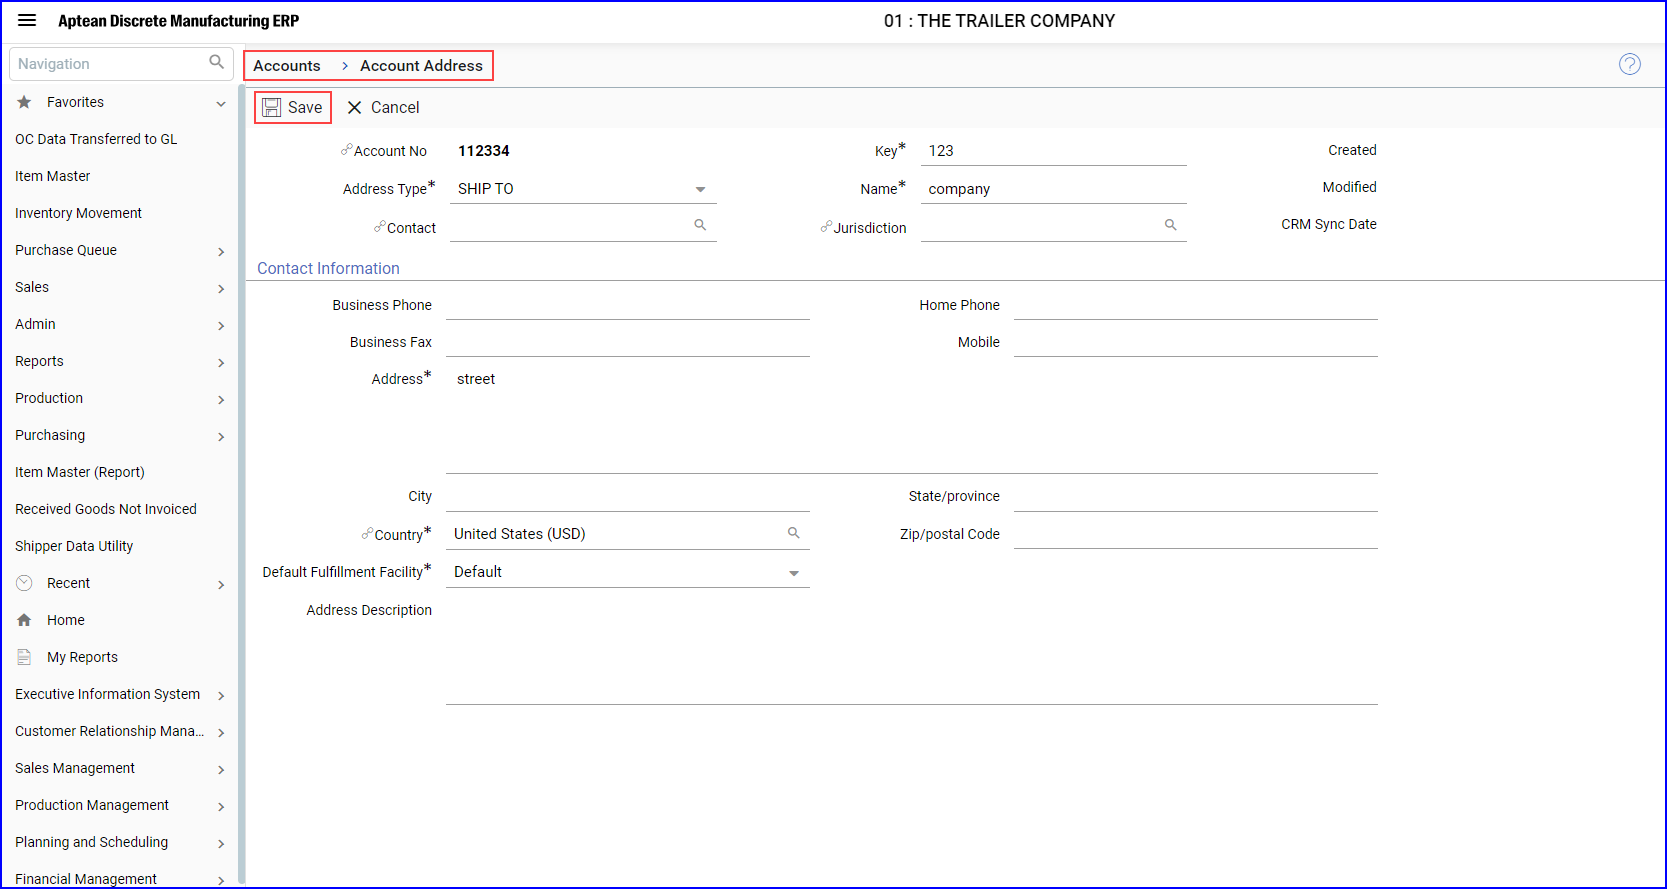 Aptean Discrete Manufacturing ERP
01 : THE TRAILER COMPANY
Navigation
Accounts > Account Address
Save Cancel
Favorites
OC Data Transferred to GL
Item Master
Inventory Movement
Purchase Queue
Sales
Admin
Reports
Production
Purchasing
Item Master (Report)
Received Goods Not Invoiced
Shipper Data Utility
Recent
Home
My Reports
Executive Information System
Customer Relationship Mana...
Sales Management
Production Management
Planning and Scheduling
Financial Management
Account No 112334 Key* 123 Created
Address Type* SHIP TO Name* company Modified
Contact Jurisdiction CRM Sync Date
Contact Information
Business Phone Home Phone
Business Fax Mobile
Address* street
City State/province
Country* United States (USD) Zip/postal Code
Default Fulfillment Facility* Default
Address Description